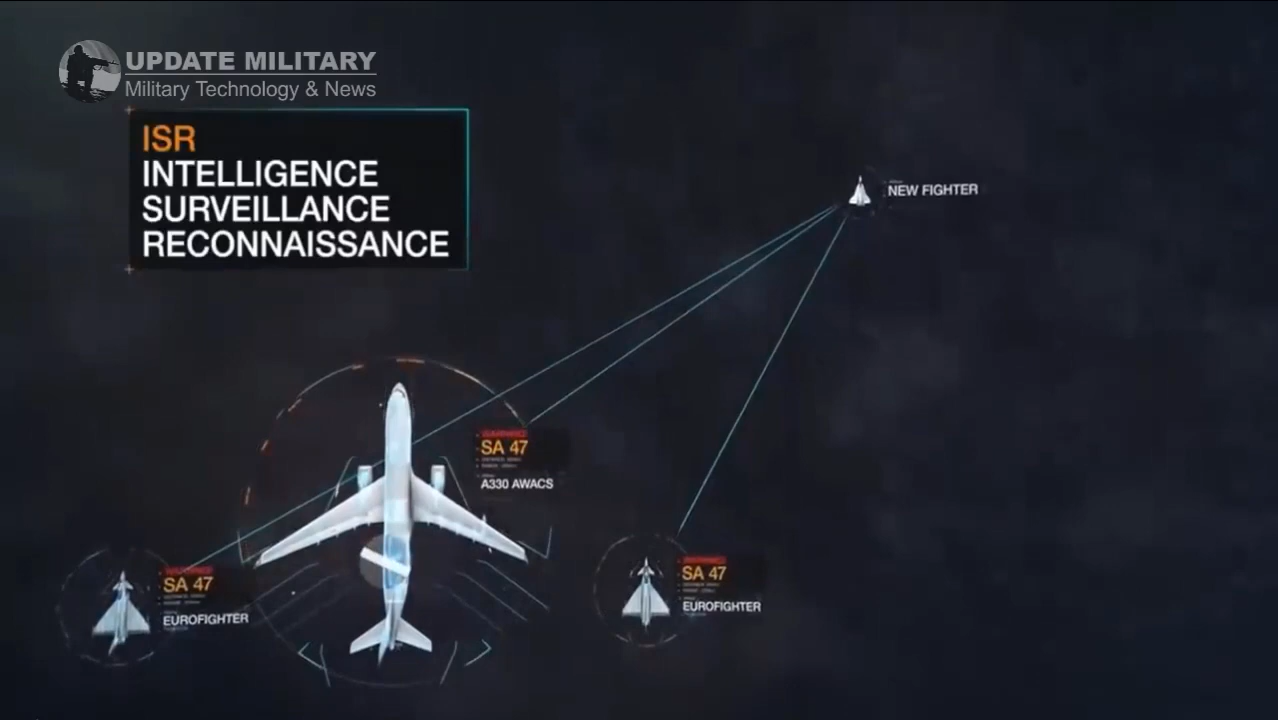 UPDATE MILITARY
Military Technology & News
ISR
INTELLIGENCE
SURVEILLANCE
RECONNAISSANCE
NEW FIGHTER
SA 47
A330 AWACS
SA 47
EUROFIGHTER
SA 47
EUROFIGHTER